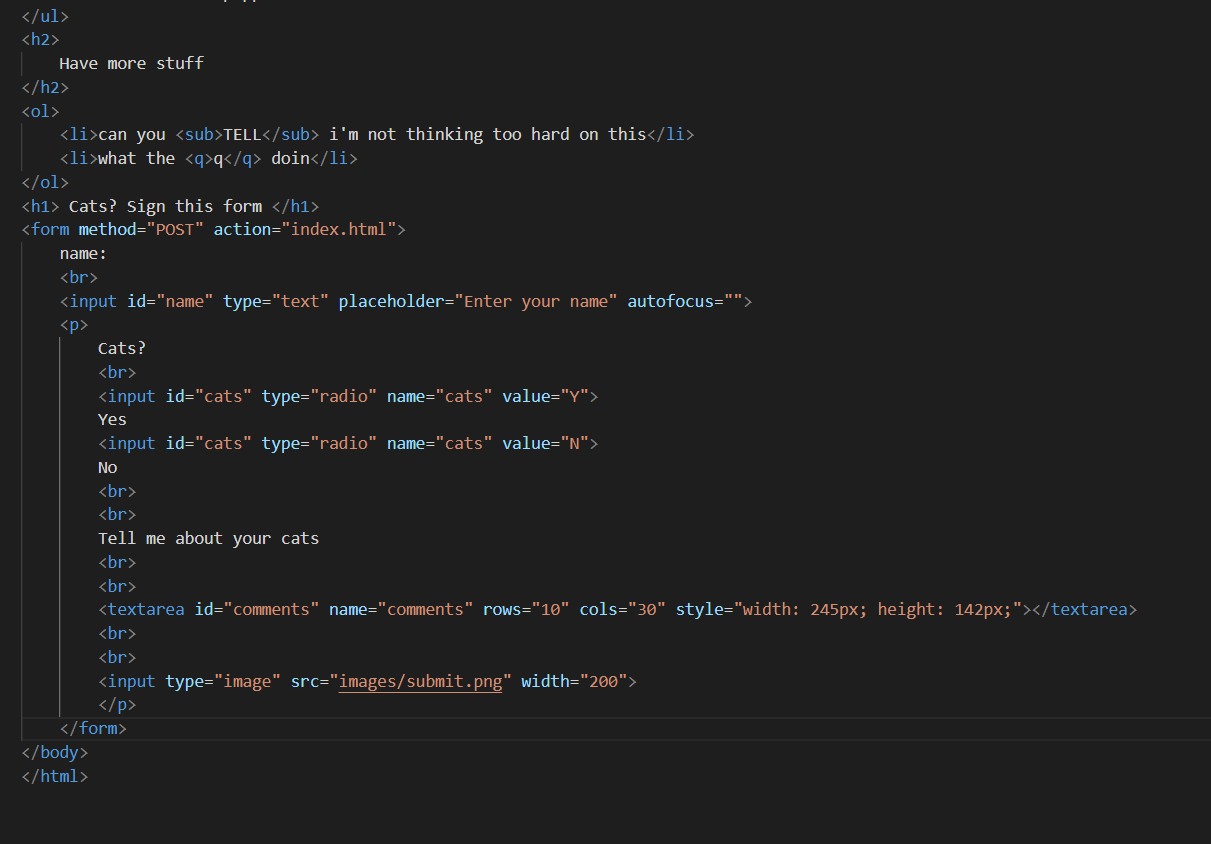 </ul>
<h2>
Have more stuff
</h2>
<ol>
<li>can you <sub>TELL</sub> i'm not thinking too hard on this</li>
<li>what the <q>q</q> doin</li>
</ol>
<h1> Cats? Sign this form </h1>
<form method="POST" action="index.html">
name:
<br>
<input id="name" type="text" placeholder="Enter your name" autofocus="">
<p>
Cats?
<br>
<input id="cats" type="radio" name="cats" value="Y">
Yes
<input id="cats" type="radio" name="cats" value="N">
No
<br>
<br>
Tell me about your cats
<br>
<br>
<textarea id="comments" name="comments" rows="10" cols="30" style="width: 245px; height: 142px;"></textarea>
<br>
<br>
<input type="image" src="images/submit.png" width="200">
</p>
</form>
</body>
</html>